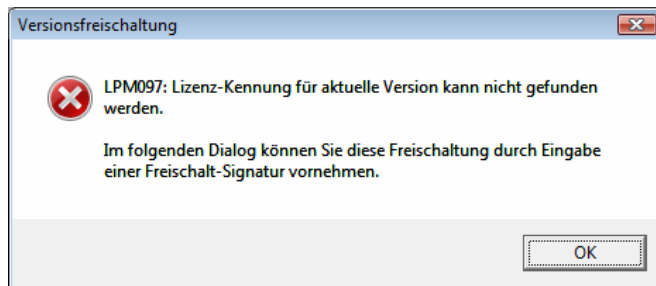 Versionsfreischaltung
LPM097: Lizenz-Kennung für aktuelle Version kann nicht gefunden
werden.
Im folgenden Dialog können Sie diese Freischaltung durch Eingabe
einer Freischalt-Signatur vornehmen.
OK